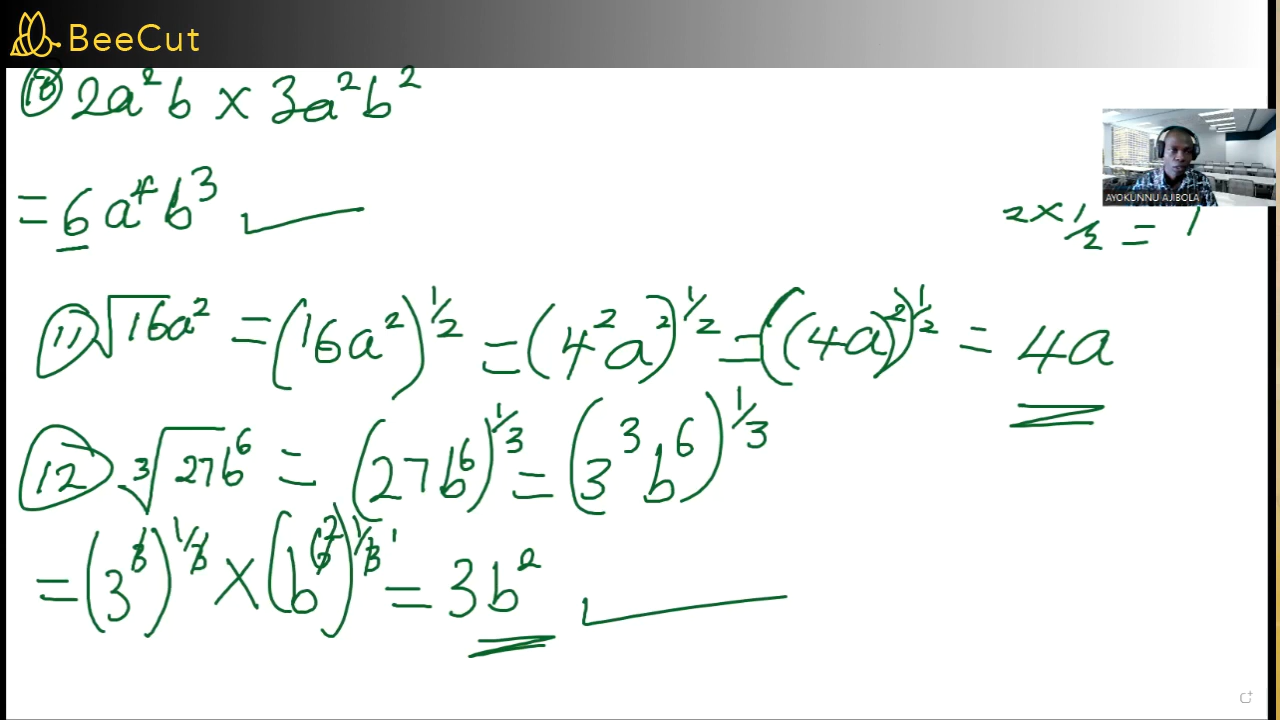 BeeCut
⑩ 2a²b × 3a²b²
= 6a⁴b³
AYOKUNNU AJIBOLA
2 × 1/2 = 1
⑪ √16a² = (16a²)^1/2 = (4²a²)^1/2 = ((4a)²)^1/2 = 4a
⑫ ³√27b⁶ = (27b⁶)^1/3 = (3³b⁶)^1/3
= (3³)^1/3 × (b⁶)^1/3 = 3b²